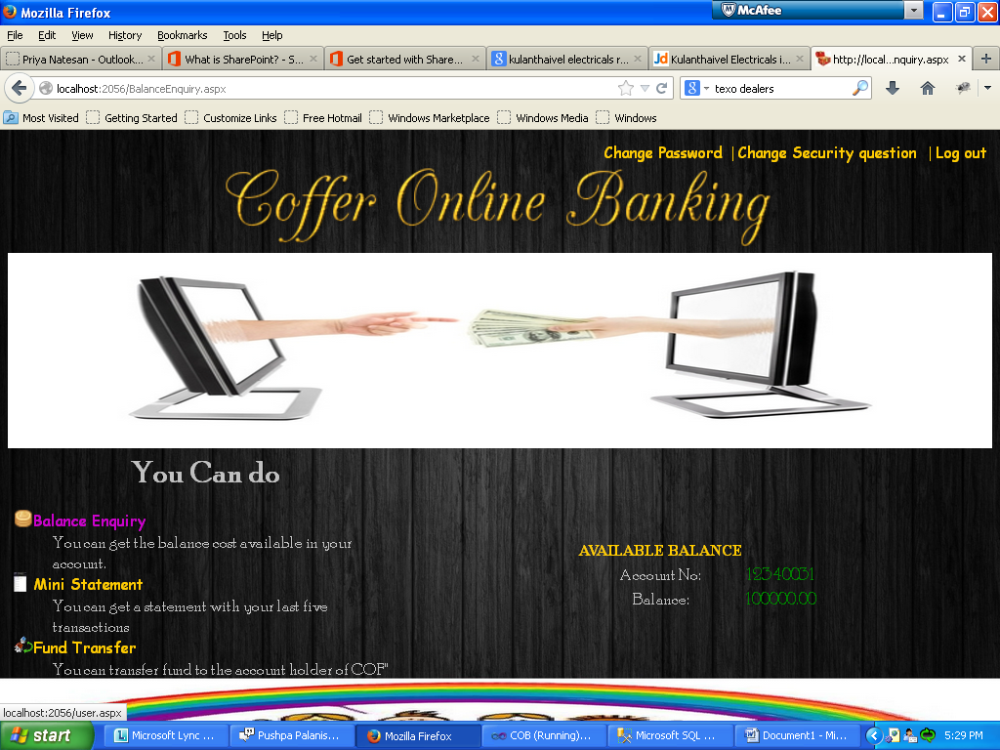 Mozilla Firefox
McAfee
File Edit View History Bookmarks Tools Help
Priya Natesan - Outlook...
What is SharePoint? - S...
Get started with Share...
kulanthaivel electricals r...
Kulanthaivel Electricals i...
http://local...nquiry.aspx
localhost:2056/BalanceEnquiry.aspx
texo dealers
Most Visited Getting Started Customize Links Free Hotmail Windows Marketplace Windows Media Windows
Change Password |Change Security question |Log out
Coffer Online Banking
You Can do
Balance Enquiry
You can get the balance cost available in your
account.
Mini Statement
You can get a statement with your last five
transactions
Fund Transfer
You can transfer fund to the account holder of COF"
AVAILABLE BALANCE
Account No: 12340031
Balance: 100000.00
localhost:2056/user.aspx
start
Microsoft Lync ...
Pushpa Palanis...
Mozilla Firefox
COB (Running)...
Microsoft SQL ...
Document1 - Mi...
5:29 PM